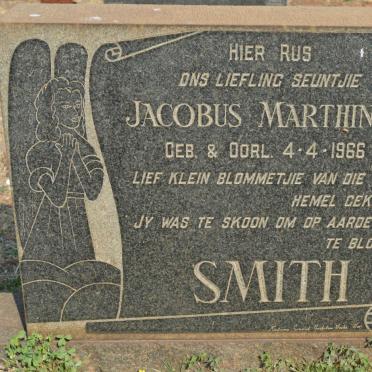 HIER RUS
ONS LIEFLING SEUNTJIE
JACOBUS MARTHIN
GEB. & OORL. 4-4-1966
LIEF KLEIN BLOMMETJIE VAN DIE
HEMEL GEK
JY WAS TE SKOON OM OP AARDE
TE BLO
SMITH